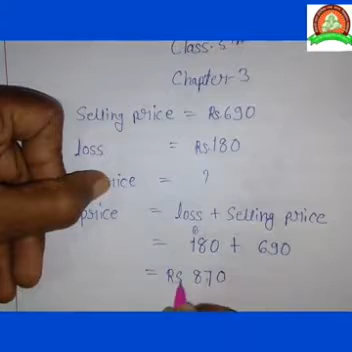 Class-5th
Chapter-3
Selling price = Rs.690
loss = Rs.180
rice = ?
price = loss + Selling price
= 180 + 690
= Rs 870